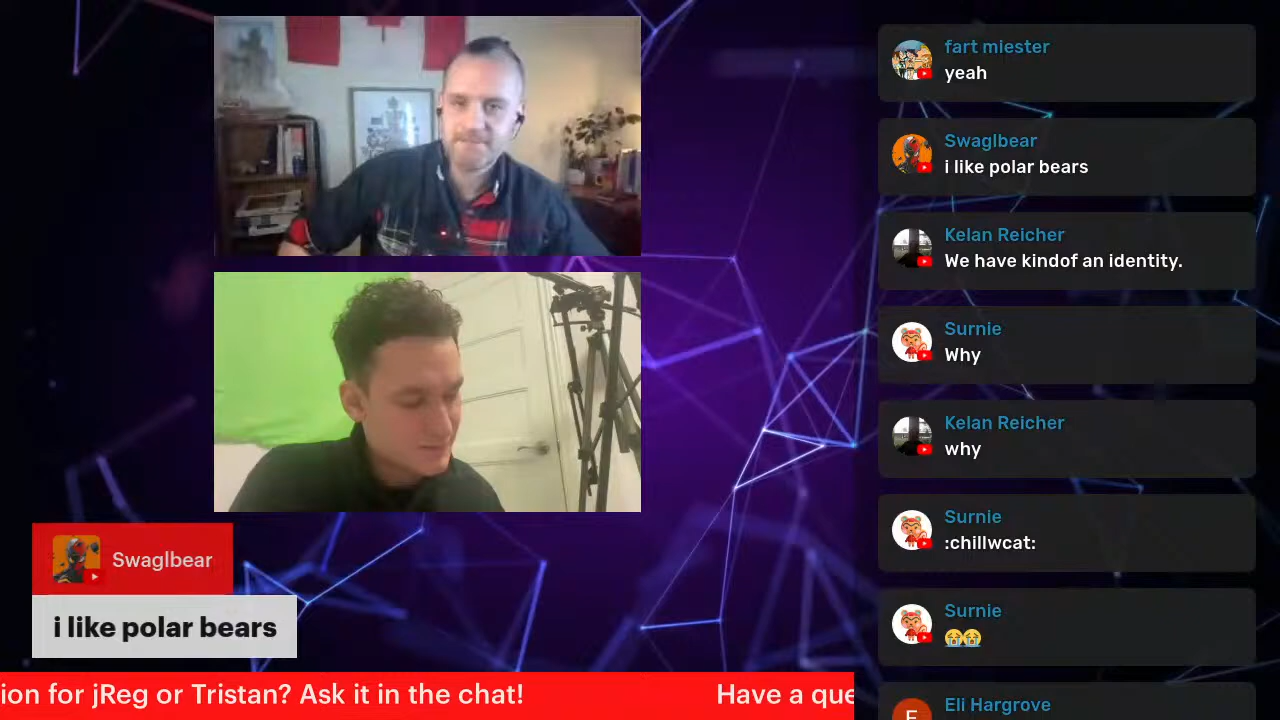 fart miester
yeah
Swaglbear
i like polar bears
Kelan Reicher
We have kindof an identity.
Surnie
Why
Kelan Reicher
why
Surnie
:chillwcat:
Surnie
😭😭
E
Eli Hargrove
Swaglbear
i like polar bears
ion for jReg or Tristan? Ask it in the chat!
Have a que